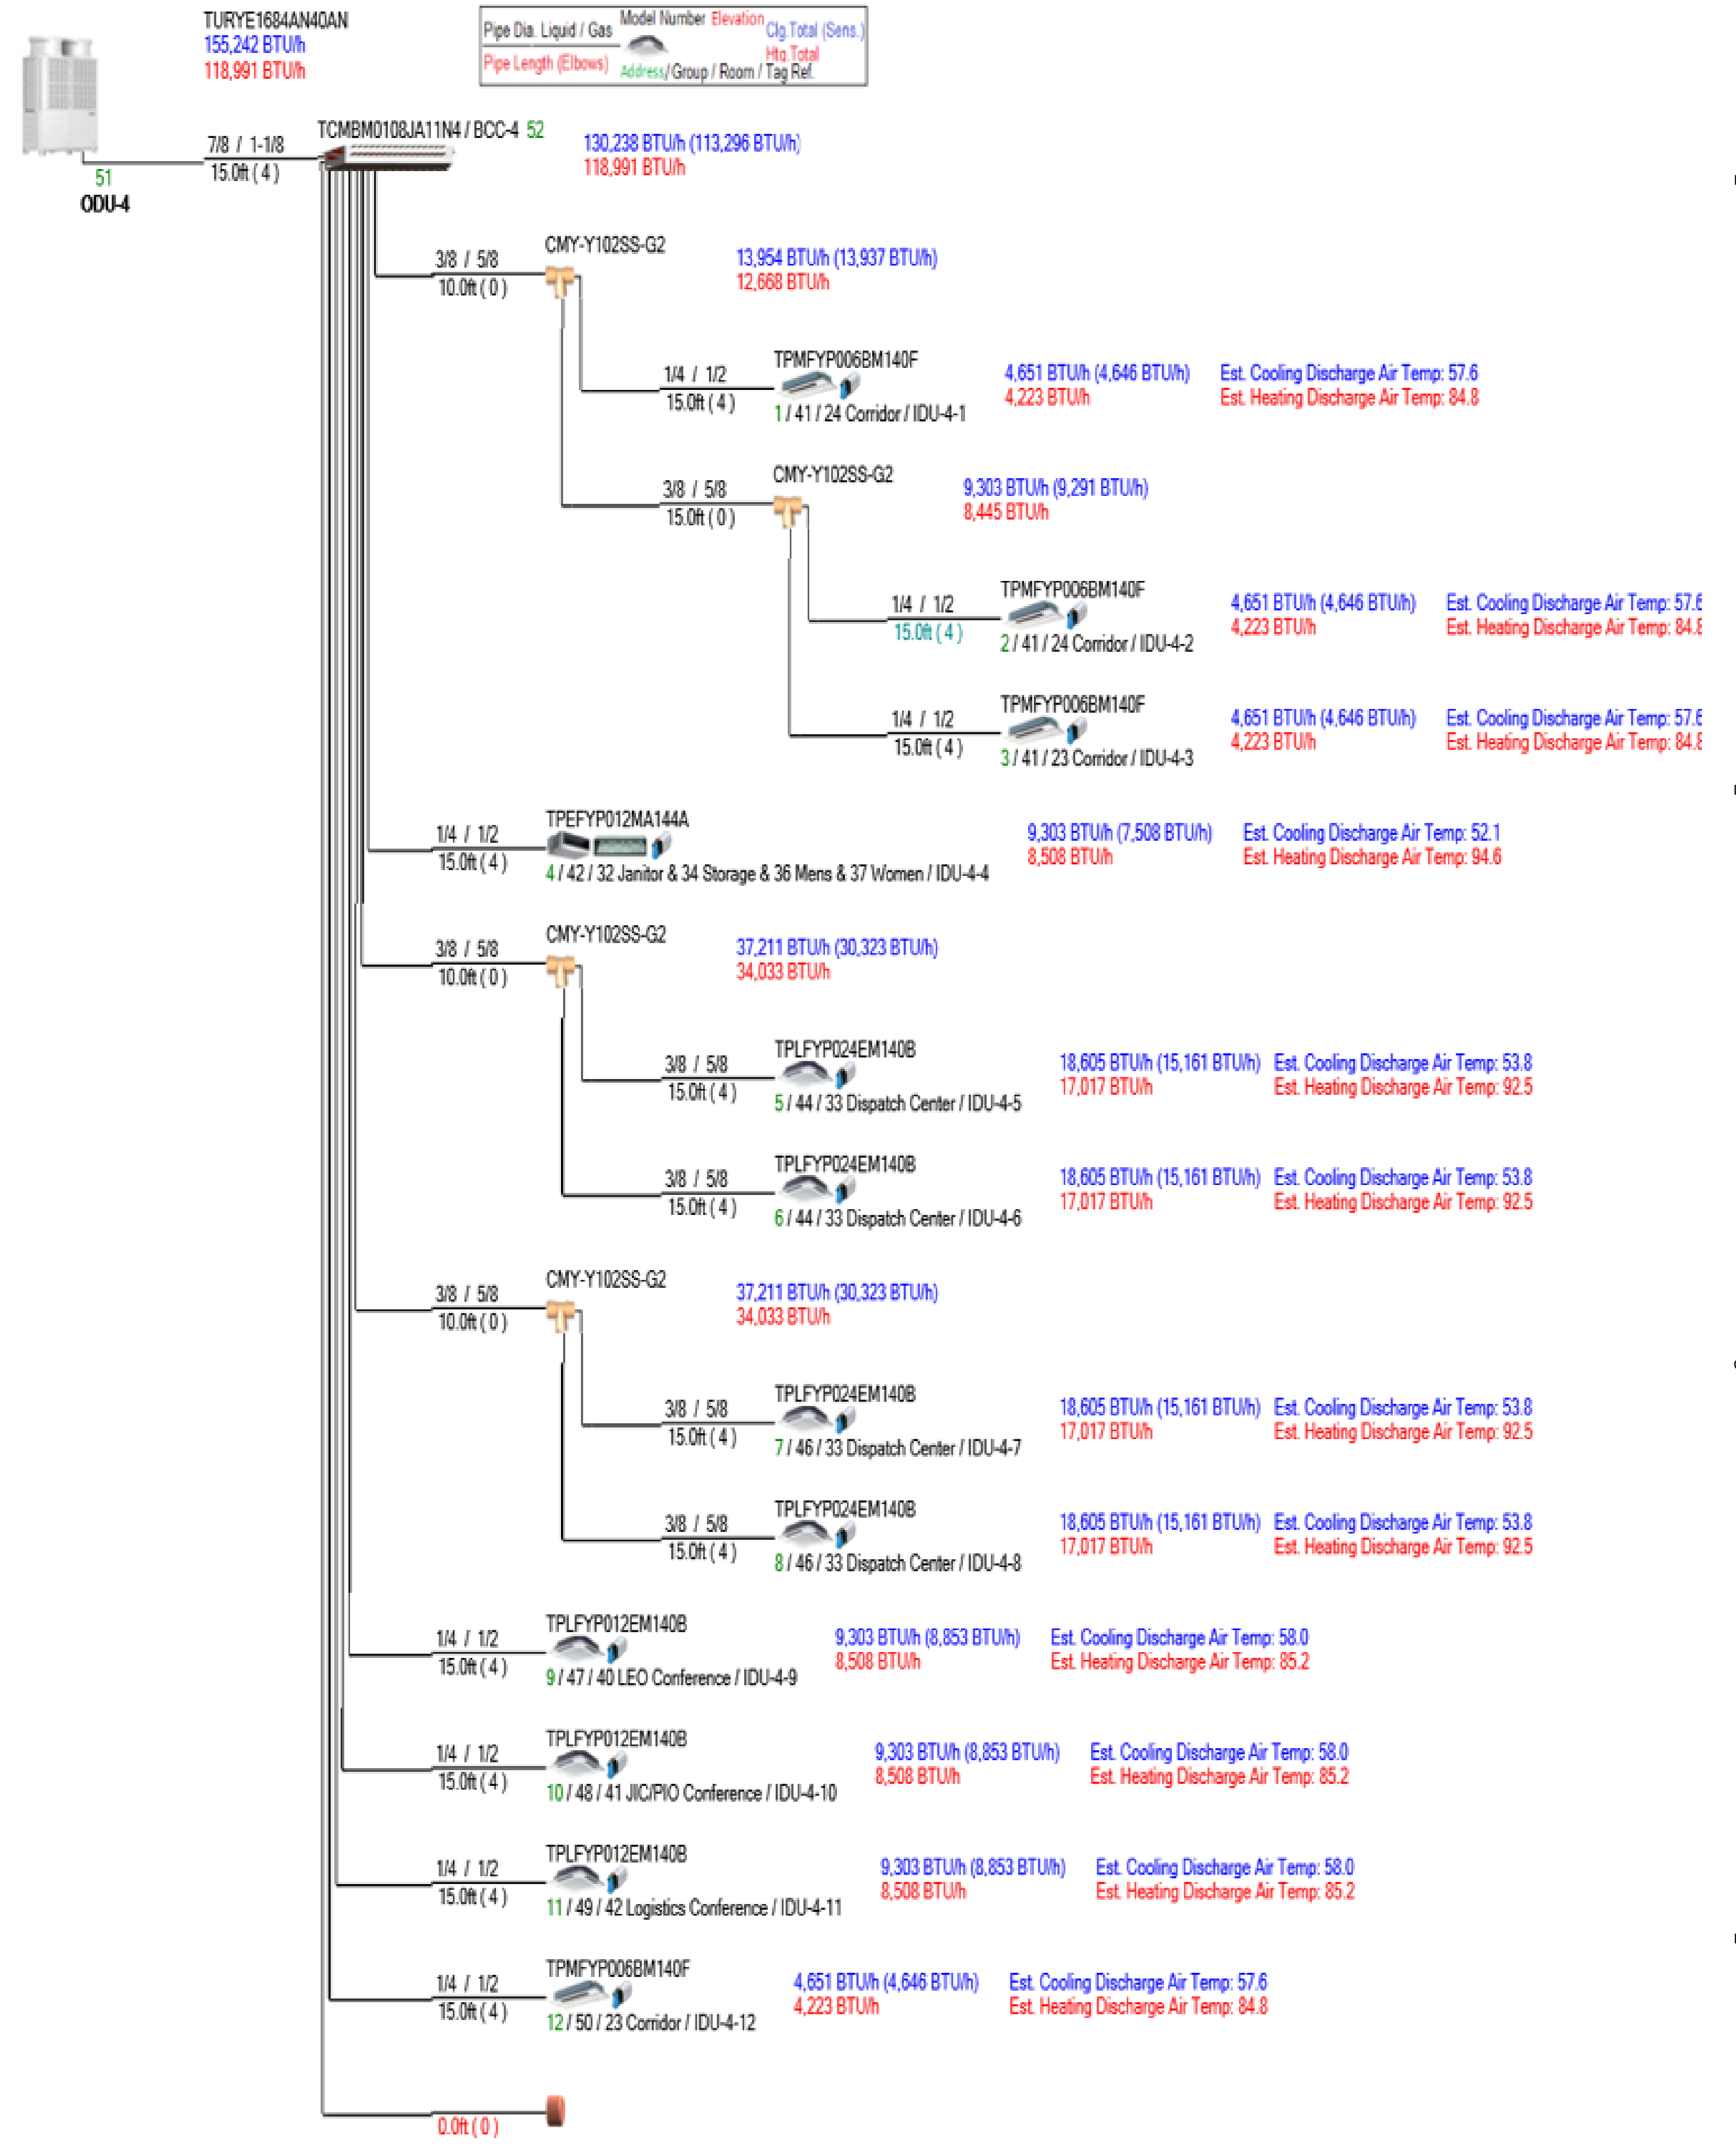 TURYE1684AN40AN
155,242 BTU/h
118,991 BTU/h
Pipe Dia. Liquid / Gas
Pipe Length (Elbows)
Model Number Elevation
Clg.Total (Sens.)
Htg.Total
Address/Group / Room / Tag Ref.
51
ODU-4
7/8 / 1-1/8
15.0ft ( 4 )
TCMBM0108JA11N4 / BCC-4 52
130,238 BTU/h (113,296 BTU/h)
118,991 BTU/h
3/8 / 5/8
10.0ft ( 0 )
CMY-Y102SS-G2
13,954 BTU/h (13,937 BTU/h)
12,668 BTU/h
1/4 / 1/2
15.0ft ( 4 )
TPMFYP006BM140F
1 / 41 / 24 Corridor / IDU-4-1
4,651 BTU/h (4,646 BTU/h) Est. Cooling Discharge Air Temp: 57.6
4,223 BTU/h Est. Heating Discharge Air Temp: 84.8
3/8 / 5/8
15.0ft ( 0 )
CMY-Y102SS-G2
9,303 BTU/h (9,291 BTU/h)
8,445 BTU/h
1/4 / 1/2
15.0ft ( 4 )
TPMFYP006BM140F
2 / 41 / 24 Corridor / IDU-4-2
4,651 BTU/h (4,646 BTU/h) Est. Cooling Discharge Air Temp: 57.6
4,223 BTU/h Est. Heating Discharge Air Temp: 84.8
1/4 / 1/2
15.0ft ( 4 )
TPMFYP006BM140F
3 / 41 / 23 Corridor / IDU-4-3
4,651 BTU/h (4,646 BTU/h) Est. Cooling Discharge Air Temp: 57.6
4,223 BTU/h Est. Heating Discharge Air Temp: 84.8
1/4 / 1/2
15.0ft ( 4 )
TPEFYP012MA144A
4 / 42 / 32 Janitor & 34 Storage & 36 Mens & 37 Women / IDU-4-4
9,303 BTU/h (7,508 BTU/h) Est. Cooling Discharge Air Temp: 52.1
8,508 BTU/h Est. Heating Discharge Air Temp: 94.6
3/8 / 5/8
10.0ft ( 0 )
CMY-Y102SS-G2
37,211 BTU/h (30,323 BTU/h)
34,033 BTU/h
3/8 / 5/8
15.0ft ( 4 )
TPLFYP024EM140B
5 / 44 / 33 Dispatch Center / IDU-4-5
18,605 BTU/h (15,161 BTU/h) Est. Cooling Discharge Air Temp: 53.8
17,017 BTU/h Est. Heating Discharge Air Temp: 92.5
3/8 / 5/8
15.0ft ( 4 )
TPLFYP024EM140B
6 / 44 / 33 Dispatch Center / IDU-4-6
18,605 BTU/h (15,161 BTU/h) Est. Cooling Discharge Air Temp: 53.8
17,017 BTU/h Est. Heating Discharge Air Temp: 92.5
3/8 / 5/8
10.0ft ( 0 )
CMY-Y102SS-G2
37,211 BTU/h (30,323 BTU/h)
34,033 BTU/h
3/8 / 5/8
15.0ft ( 4 )
TPLFYP024EM140B
7 / 46 / 33 Dispatch Center / IDU-4-7
18,605 BTU/h (15,161 BTU/h) Est. Cooling Discharge Air Temp: 53.8
17,017 BTU/h Est. Heating Discharge Air Temp: 92.5
3/8 / 5/8
15.0ft ( 4 )
TPLFYP024EM140B
8 / 46 / 33 Dispatch Center / IDU-4-8
18,605 BTU/h (15,161 BTU/h) Est. Cooling Discharge Air Temp: 53.8
17,017 BTU/h Est. Heating Discharge Air Temp: 92.5
1/4 / 1/2
15.0ft ( 4 )
TPLFYP012EM140B
9 / 47 / 40 LEO Conference / IDU-4-9
9,303 BTU/h (8,853 BTU/h) Est. Cooling Discharge Air Temp: 58.0
8,508 BTU/h Est. Heating Discharge Air Temp: 85.2
1/4 / 1/2
15.0ft ( 4 )
TPLFYP012EM140B
10 / 48 / 41 JIC/PIO Conference / IDU-4-10
9,303 BTU/h (8,853 BTU/h) Est. Cooling Discharge Air Temp: 58.0
8,508 BTU/h Est. Heating Discharge Air Temp: 85.2
1/4 / 1/2
15.0ft ( 4 )
TPLFYP012EM140B
11 / 49 / 42 Logistics Conference / IDU-4-11
9,303 BTU/h (8,853 BTU/h) Est. Cooling Discharge Air Temp: 58.0
8,508 BTU/h Est. Heating Discharge Air Temp: 85.2
1/4 / 1/2
15.0ft ( 4 )
TPMFYP006BM140F
12 / 50 / 23 Corridor / IDU-4-12
4,651 BTU/h (4,646 BTU/h) Est. Cooling Discharge Air Temp: 57.6
4,223 BTU/h Est. Heating Discharge Air Temp: 84.8
0.0ft ( 0 )